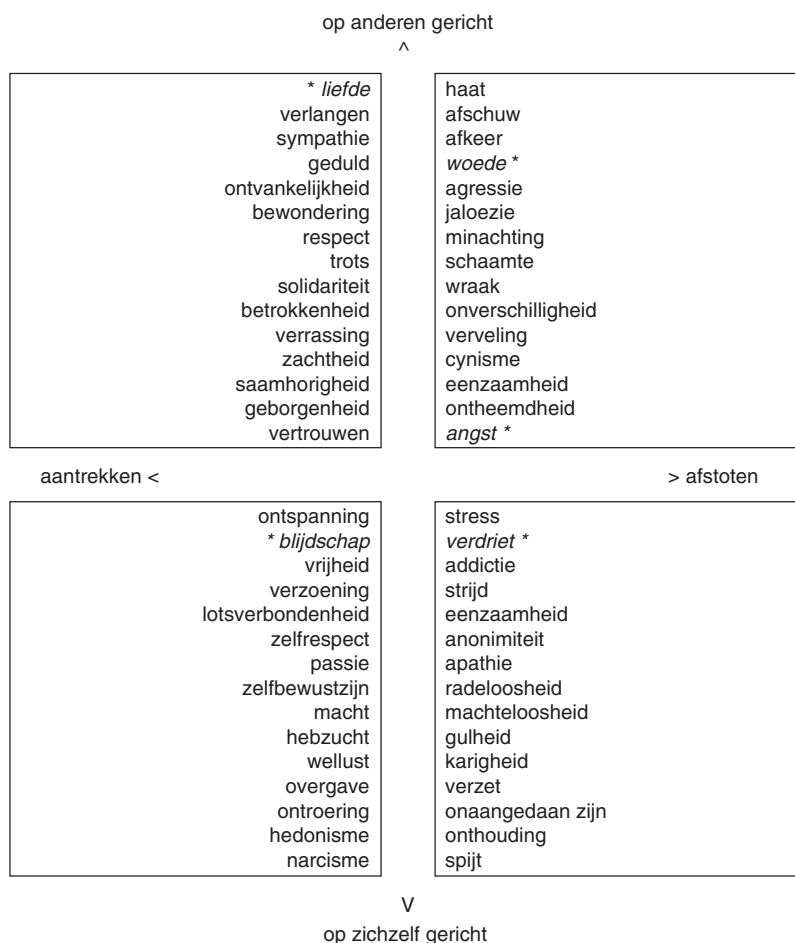 op anderen gericht
^
* liefde
verlangen
sympathie
geduld
ontvankelijkheid
bewondering
respect
trots
solidariteit
betrokkenheid
verrassing
zachtheid
saamhorigheid
geborgenheid
vertrouwen
haat
afschuw
afkeer
woede *
agressie
jaloezie
minachting
schaamte
wraak
onverschilligheid
verveling
cynisme
eenzaamheid
ontheemdheid
angst *
aantrekken <
> afstoten
ontspanning
* blijdschap
vrijheid
verzoening
lotsverbondenheid
zelfrespect
passie
zelfbewustzijn
macht
hebzucht
wellust
overgave
ontroering
hedonisme
narcisme
stress
verdriet *
addictie
strijd
eenzaamheid
anonimiteit
apathie
radeloosheid
machteloosheid
gulheid
karigheid
verzet
onaangedaan zijn
onthouding
spijt
V
op zichzelf gericht